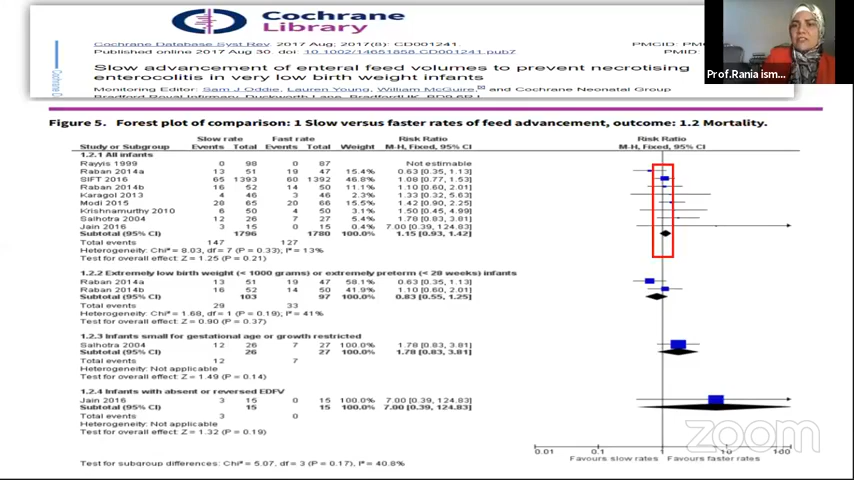 Cochrane
Library
Cochrane Database Syst Rev. 2017 Aug; 2017(8): CD001241.
Published online 2017 Aug 30. doi: 10.1002/14651858.CD001241.pub7
PMCID: PMC
PM
Slow advancement of enteral feed volumes to prevent necrotising
enterocolitis in very low birth weight infants
Monitoring Editor: Sam J Oddie, Lauren Young, William McGuire, and Cochrane Neonatal Group
Prof.Rania ism...
Figure 5. Forest plot of comparison: 1 Slow versus faster rates of feed advancement, outcome: 1.2 Mortality.
Slow rate Fast rate Risk Ratio Risk Ratio
Study or Subgroup Events Total Events Total Weight M-H, Fixed, 95% CI M-H, Fixed, 95% CI
1.2.1 All infants
Rayyis 1999 0 98 0 87 Not estimable
Raban 2014a 13 51 19 47 15.4% 0.63 [0.35, 1.13]
SIFT 2016 65 1393 60 1392 46.8% 1.08 [0.77, 1.53]
Raban 2014b 16 52 14 50 11.1% 1.10 [0.60, 2.01]
Karagol 2013 4 46 3 46 2.3% 1.33 [0.32, 5.63]
Modi 2015 28 65 20 66 15.5% 1.42 [0.90, 2.25]
Krishnamurthy 2010 6 50 4 50 3.1% 1.50 [0.45, 4.99]
Salhotra 2004 12 26 7 27 5.4% 1.78 [0.83, 3.81]
Jain 2016 3 15 0 15 0.4% 7.00 [0.39, 124.83]
Subtotal (95% CI) 1796 1780 100.0% 1.15 [0.93, 1.42]
Total events 147 127
Heterogeneity: Chi² = 8.03, df = 7 (P = 0.33); I² = 13%
Test for overall effect: Z = 1.25 (P = 0.21)
1.2.2 Extremely low birth weight (< 1000 grams) or extremely preterm (< 28 weeks) infants
Raban 2014a 13 51 19 47 58.1% 0.63 [0.35, 1.13]
Raban 2014b 16 52 14 50 41.9% 1.10 [0.60, 2.01]
Subtotal (95% CI) 103 97 100.0% 0.83 [0.55, 1.25]
Total events 29 33
Heterogeneity: Chi² = 1.68, df = 1 (P = 0.19); I² = 41%
Test for overall effect: Z = 0.90 (P = 0.37)
1.2.3 Infants small for gestational age or growth restricted
Salhotra 2004 12 26 7 27 100.0% 1.78 [0.83, 3.81]
Subtotal (95% CI) 26 27 100.0% 1.78 [0.83, 3.81]
Total events 12 7
Heterogeneity: Not applicable
Test for overall effect: Z = 1.49 (P = 0.14)
1.2.4 Infants with absent or reversed EDFV
Jain 2016 3 15 0 15 100.0% 7.00 [0.39, 124.83]
Subtotal (95% CI) 15 15 100.0% 7.00 [0.39, 124.83]
Total events 3 0
Heterogeneity: Not applicable
Test for overall effect: Z = 1.32 (P = 0.19)
0.01 0.1 1 10 100
Favours slow rates Favours faster rates
Test for subgroup differences: Chi² = 5.07, df = 3 (P = 0.17), I² = 40.8%
zoom